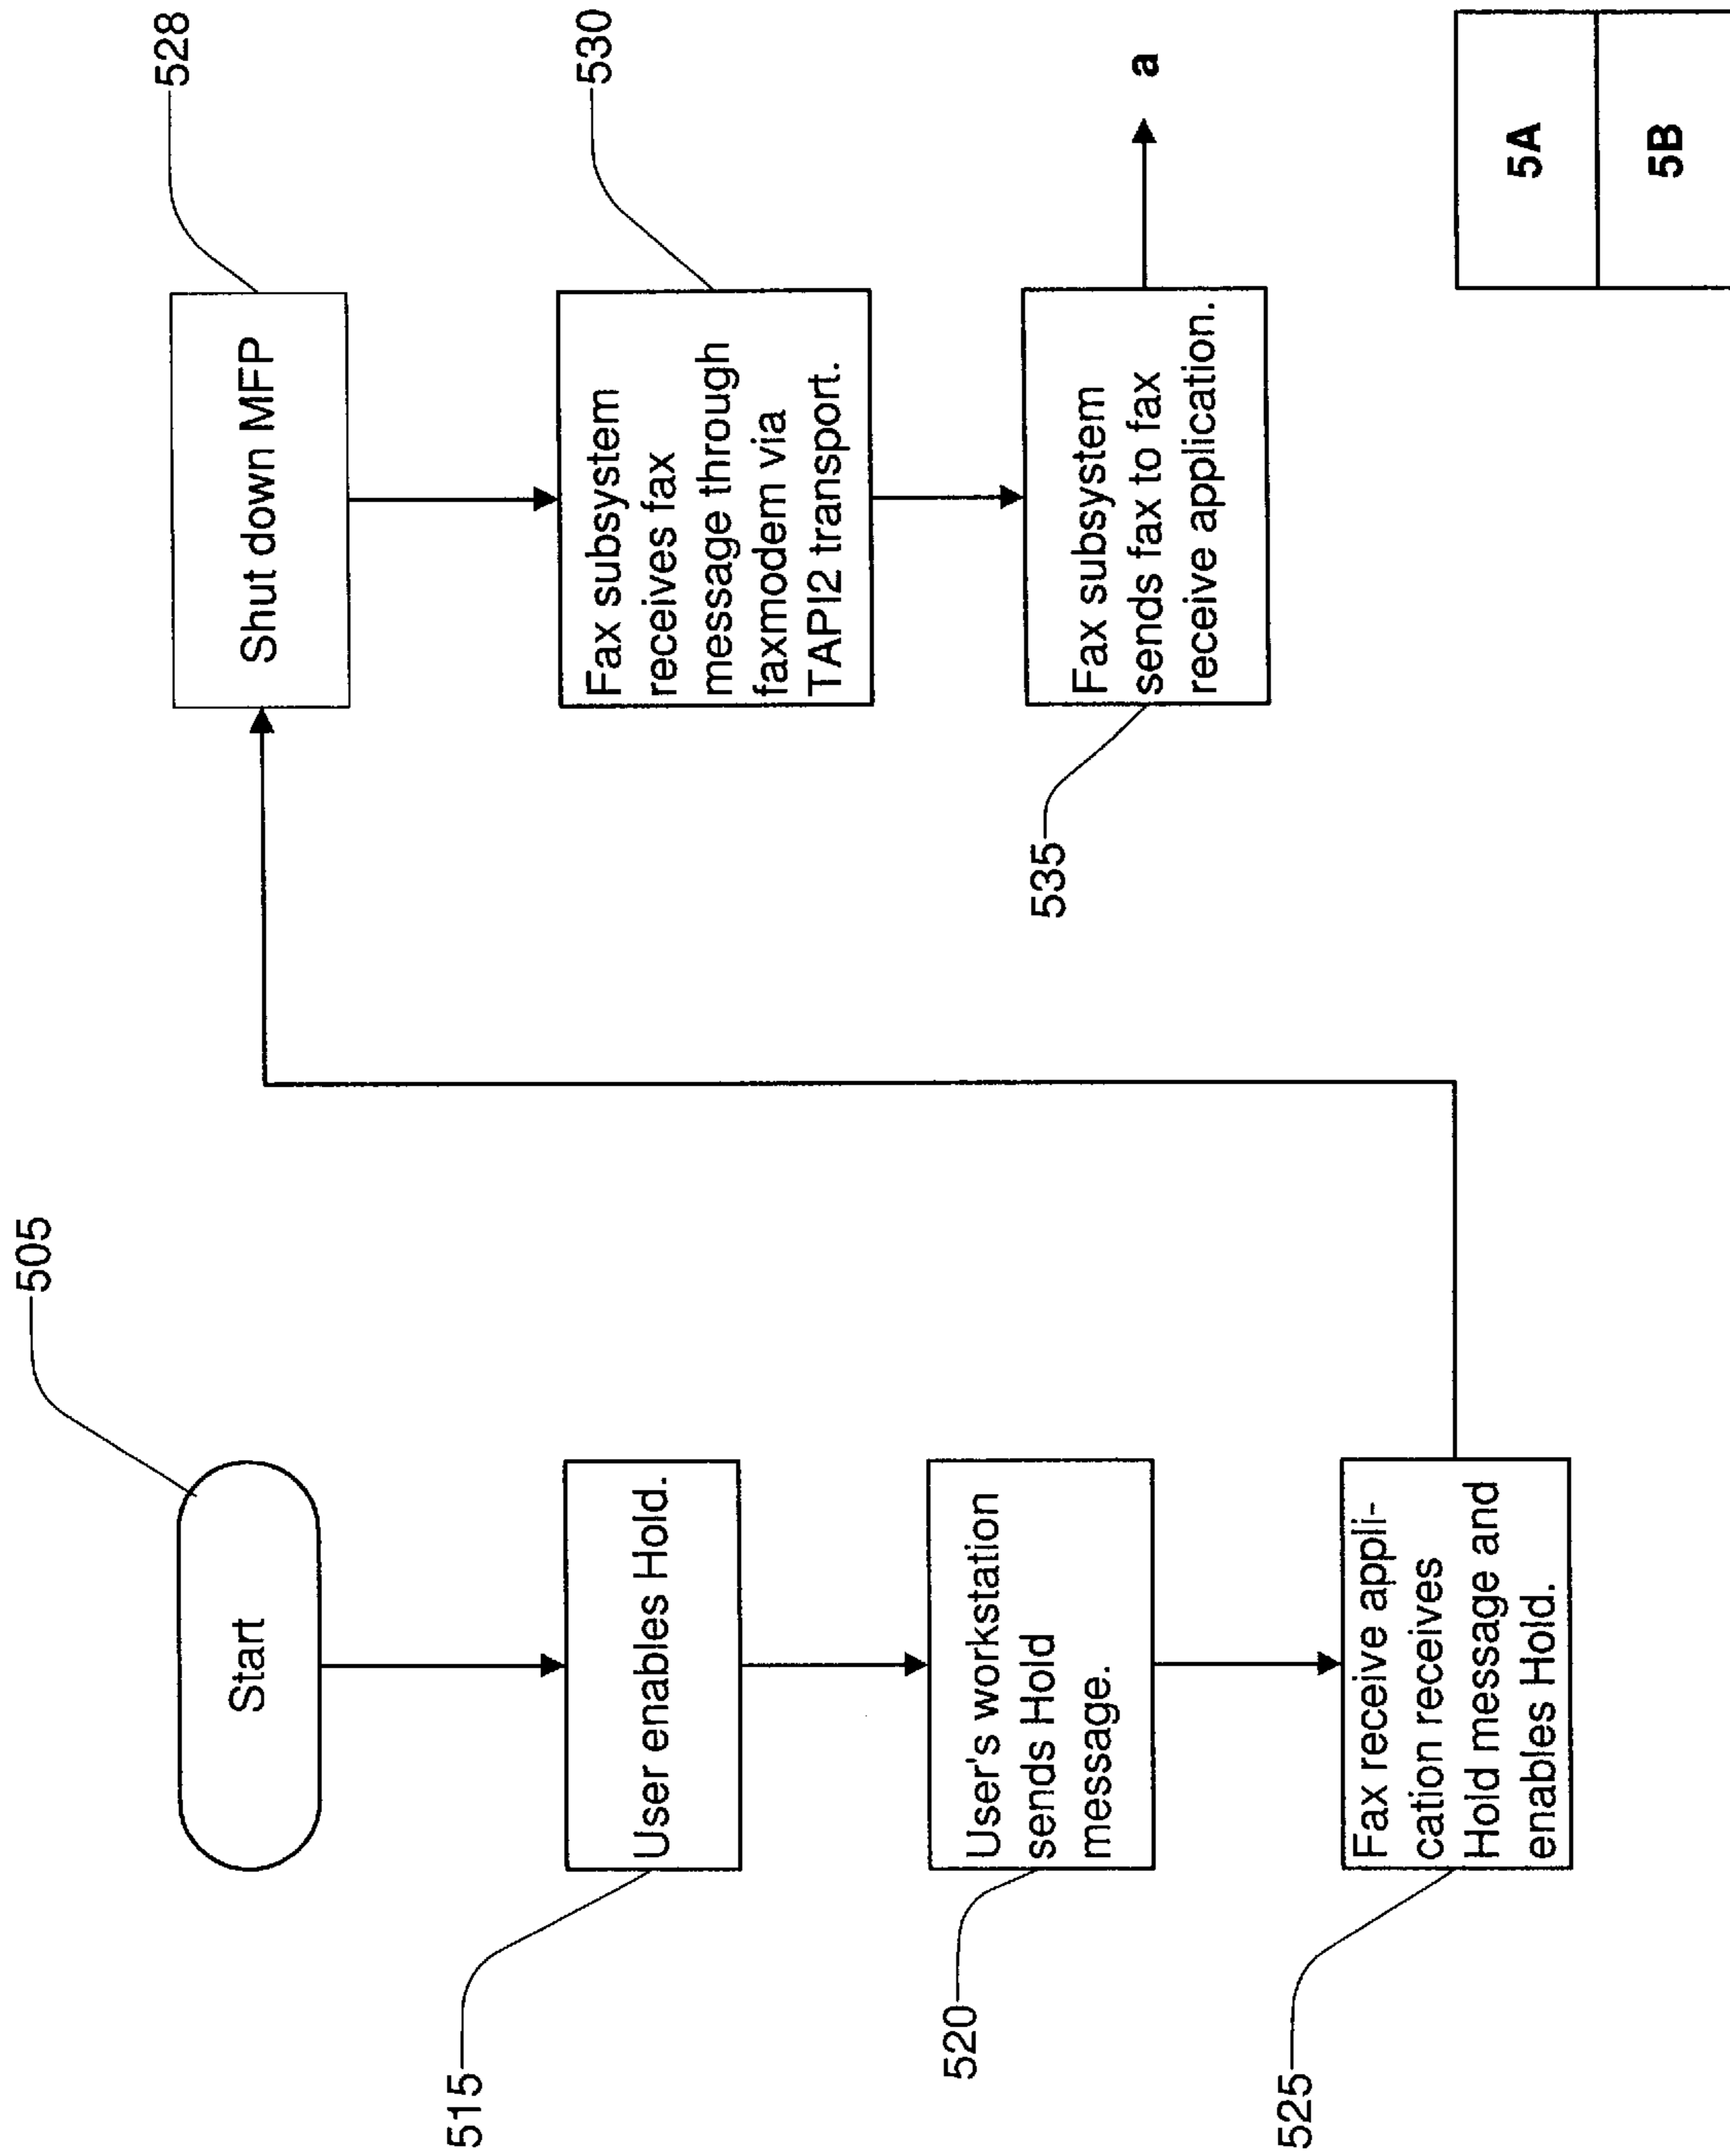 505
Start
515
User enables Hold.
520
User's workstation
sends Hold
message.
525
Fax receive appli-
cation receives
Hold message and
enables Hold.
528
Shut down MFP
530
Fax subsystem
receives fax
message through
faxmodem via
TAPI2 transport.
535
Fax subsystem
sends fax to fax
receive application.
a
5A
5B